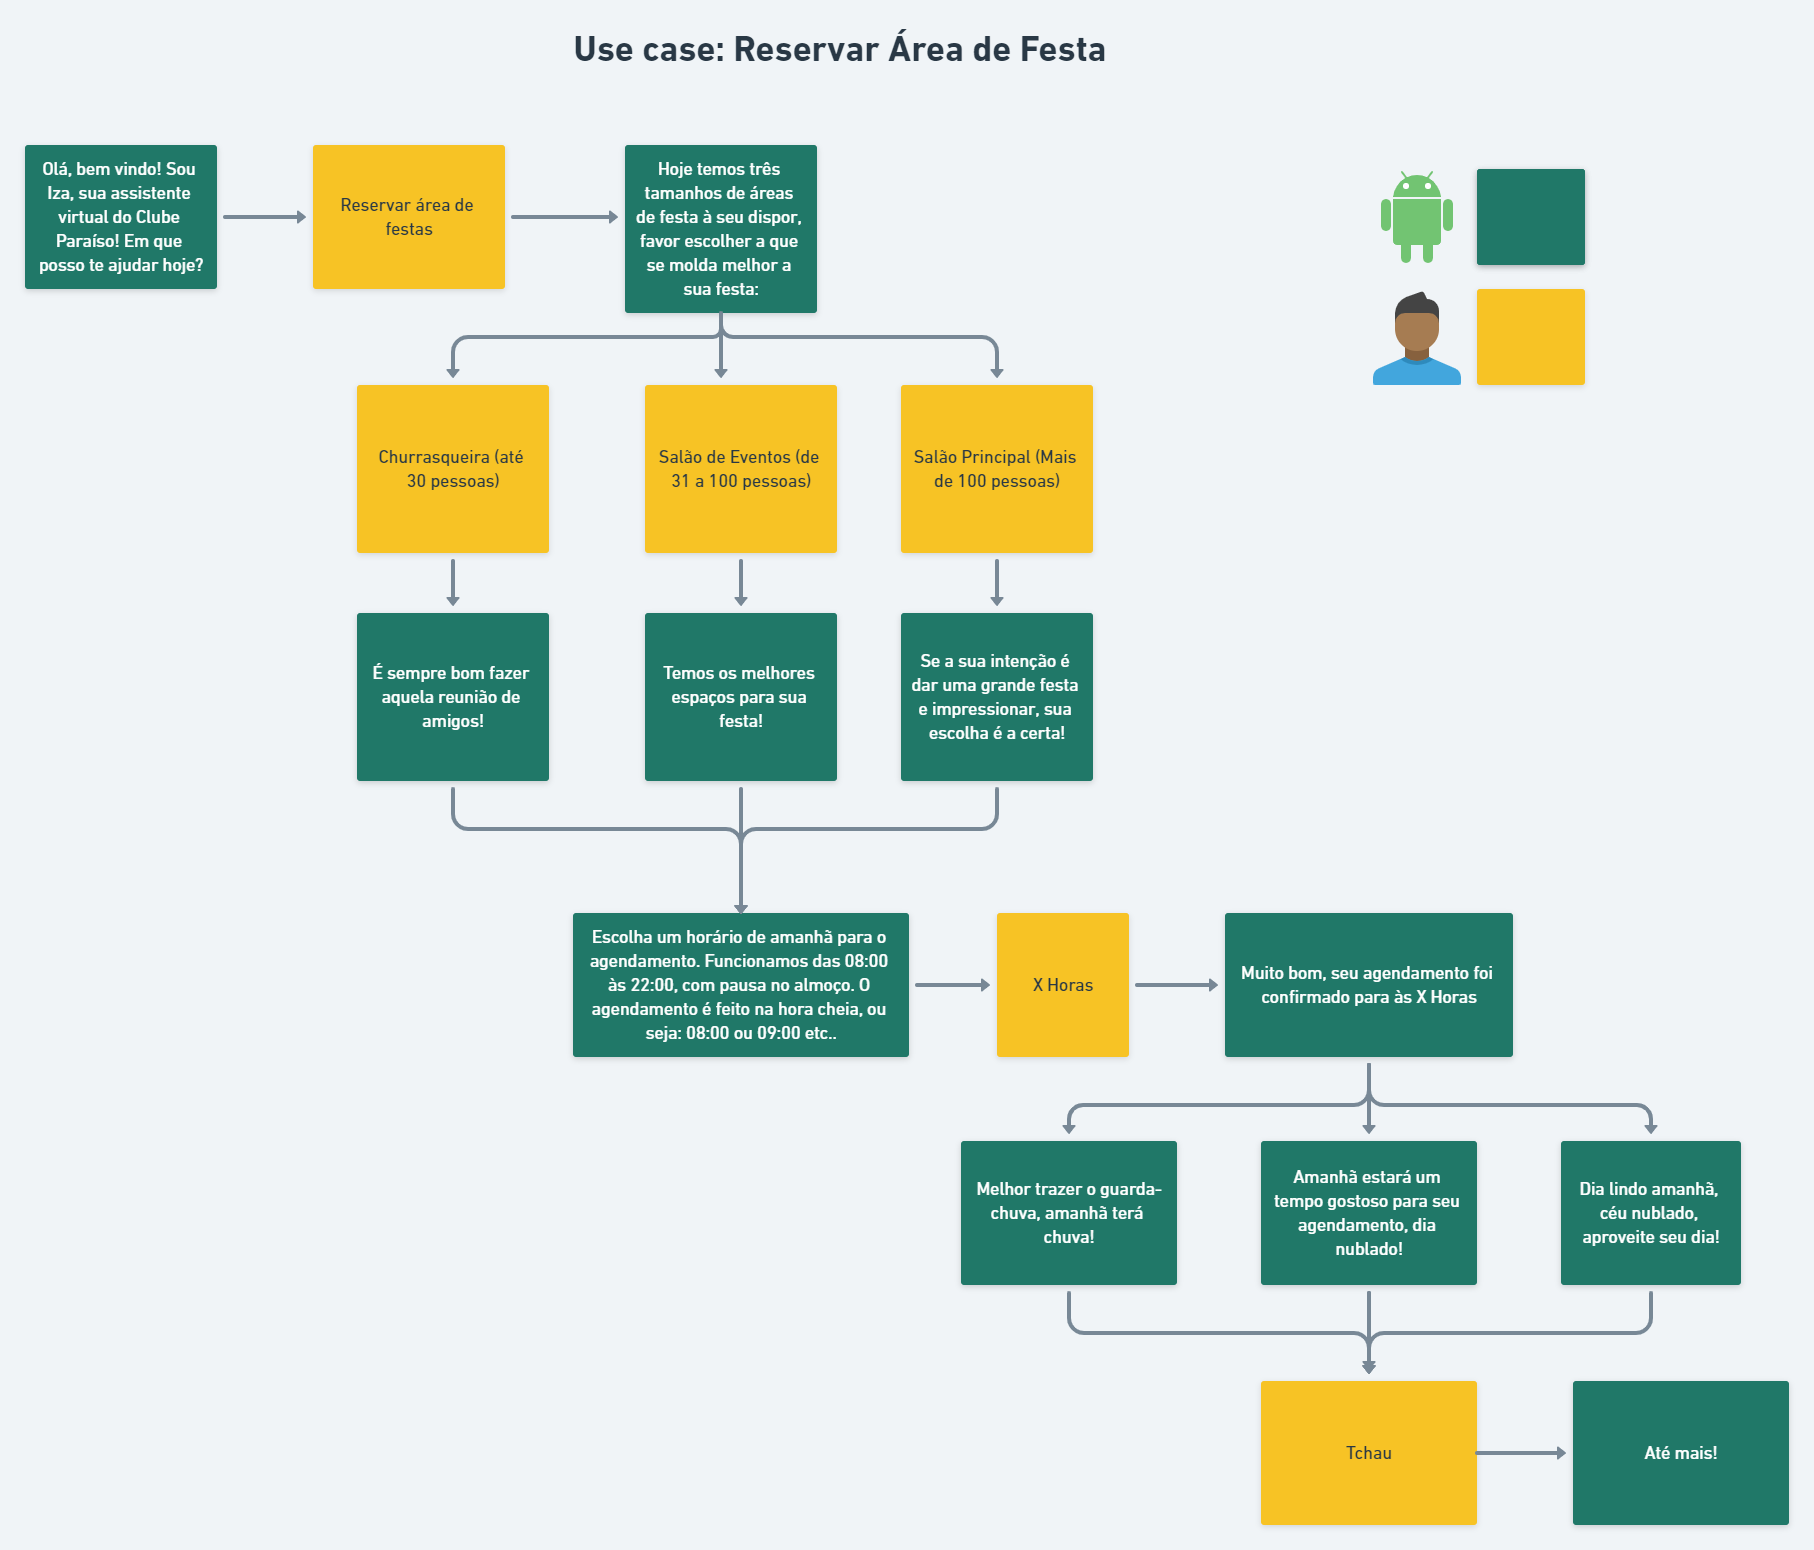 Use case: Reservar Área de Festa
Olá, bem vindo! Sou
Iza, sua assistente
virtual do Clube
Paraíso! Em que
posso te ajudar hoje?
Reservar área de
festas
Hoje temos três
tamanhos de áreas
de festa à seu dispor,
favor escolher a que
se molda melhor a
sua festa:
Churrasqueira (até
30 pessoas)
Salão de Eventos (de
31 a 100 pessoas)
Salão Principal (Mais
de 100 pessoas)
É sempre bom fazer
aquela reunião de
amigos!
Temos os melhores
espaços para sua
festa!
Se a sua intenção é
dar uma grande festa
e impressionar, sua
escolha é a certa!
Escolha um horário de amanhã para o
agendamento. Funcionamos das 08:00
às 22:00, com pausa no almoço. O
agendamento é feito na hora cheia, ou
seja: 08:00 ou 09:00 etc..
X Horas
Muito bom, seu agendamento foi
confirmado para às X Horas
Melhor trazer o guarda-
chuva, amanhã terá
chuva!
Amanhã estará um
tempo gostoso para seu
agendamento, dia
nublado!
Dia lindo amanhã,
céu nublado,
aproveite seu dia!
Tchau
Até mais!